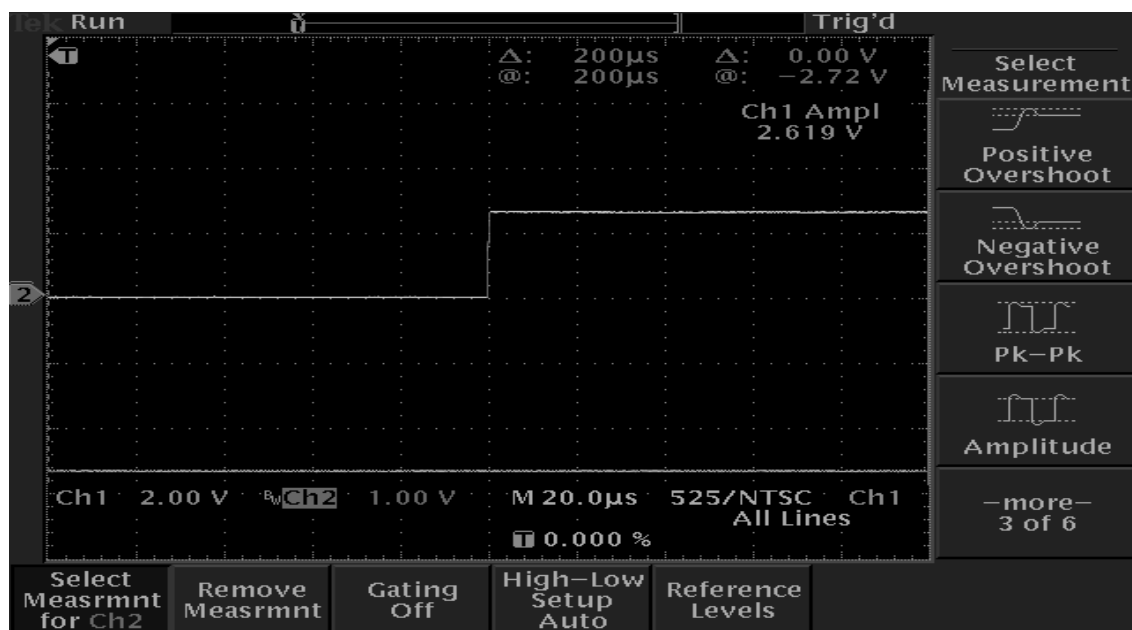 Tek Run
Trig'd
T
Δ: 200µs
@: 200µs
Δ: 0.00 V
@: −2.72 V
Ch1 Ampl
2.619 V
2
Ch1 2.00 V BW Ch2 1.00 V M 20.0µs 525/NTSC Ch1
All Lines
T 0.000 %
Select
Measurement
Positive
Overshoot
Negative
Overshoot
Pk−Pk
Amplitude
−more−
3 of 6
Select
Measrmnt
for Ch2
Remove
Measrmnt
Gating
Off
High−Low
Setup
Auto
Reference
Levels